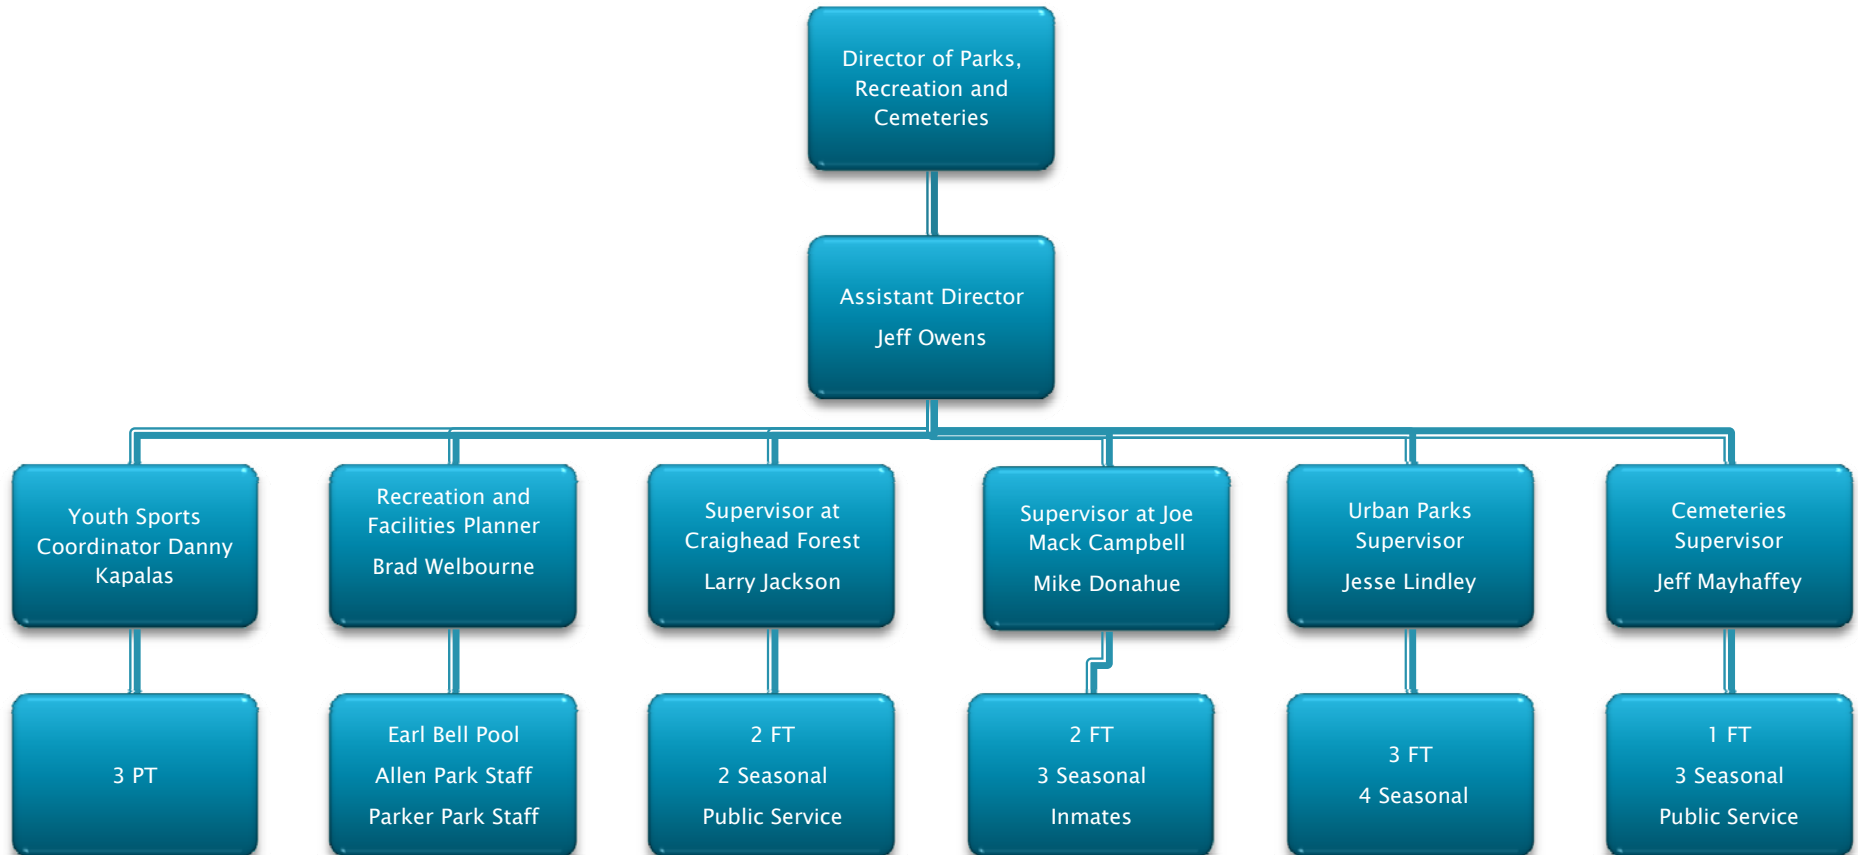 Director of Parks,
Recreation and
Cemeteries
Assistant Director
Jeff Owens
Youth Sports
Coordinator Danny
Kapalas
Recreation and
Facilities Planner
Brad Welbourne
Supervisor at
Craighead Forest
Larry Jackson
Supervisor at Joe
Mack Campbell
Mike Donahue
Urban Parks
Supervisor
Jesse Lindley
Cemeteries
Supervisor
Jeff Mayhaffey
3 PT
Earl Bell Pool
Allen Park Staff
Parker Park Staff
2 FT
2 Seasonal
Public Service
2 FT
3 Seasonal
Inmates
3 FT
4 Seasonal
1 FT
3 Seasonal
Public Service